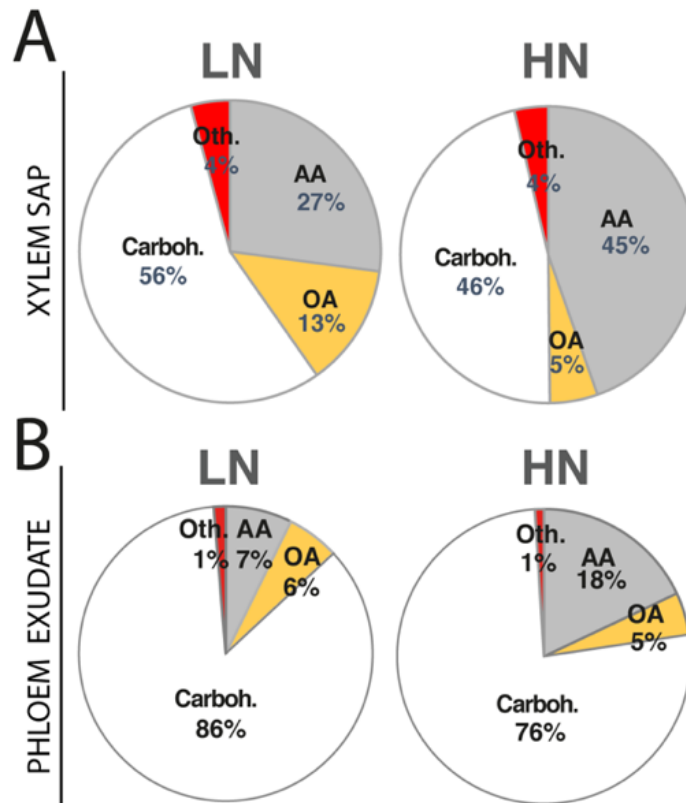 A
LN
HN
XYLEM SAP
Oth.
4%
AA
27%
Carboh.
56%
OA
13%
Oth.
4%
AA
45%
Carboh.
46%
OA
5%
B
LN
HN
PHLOEM EXUDATE
Oth.
1%
AA
7%
OA
6%
Carboh.
86%
Oth.
1%
AA
18%
OA
5%
Carboh.
76%